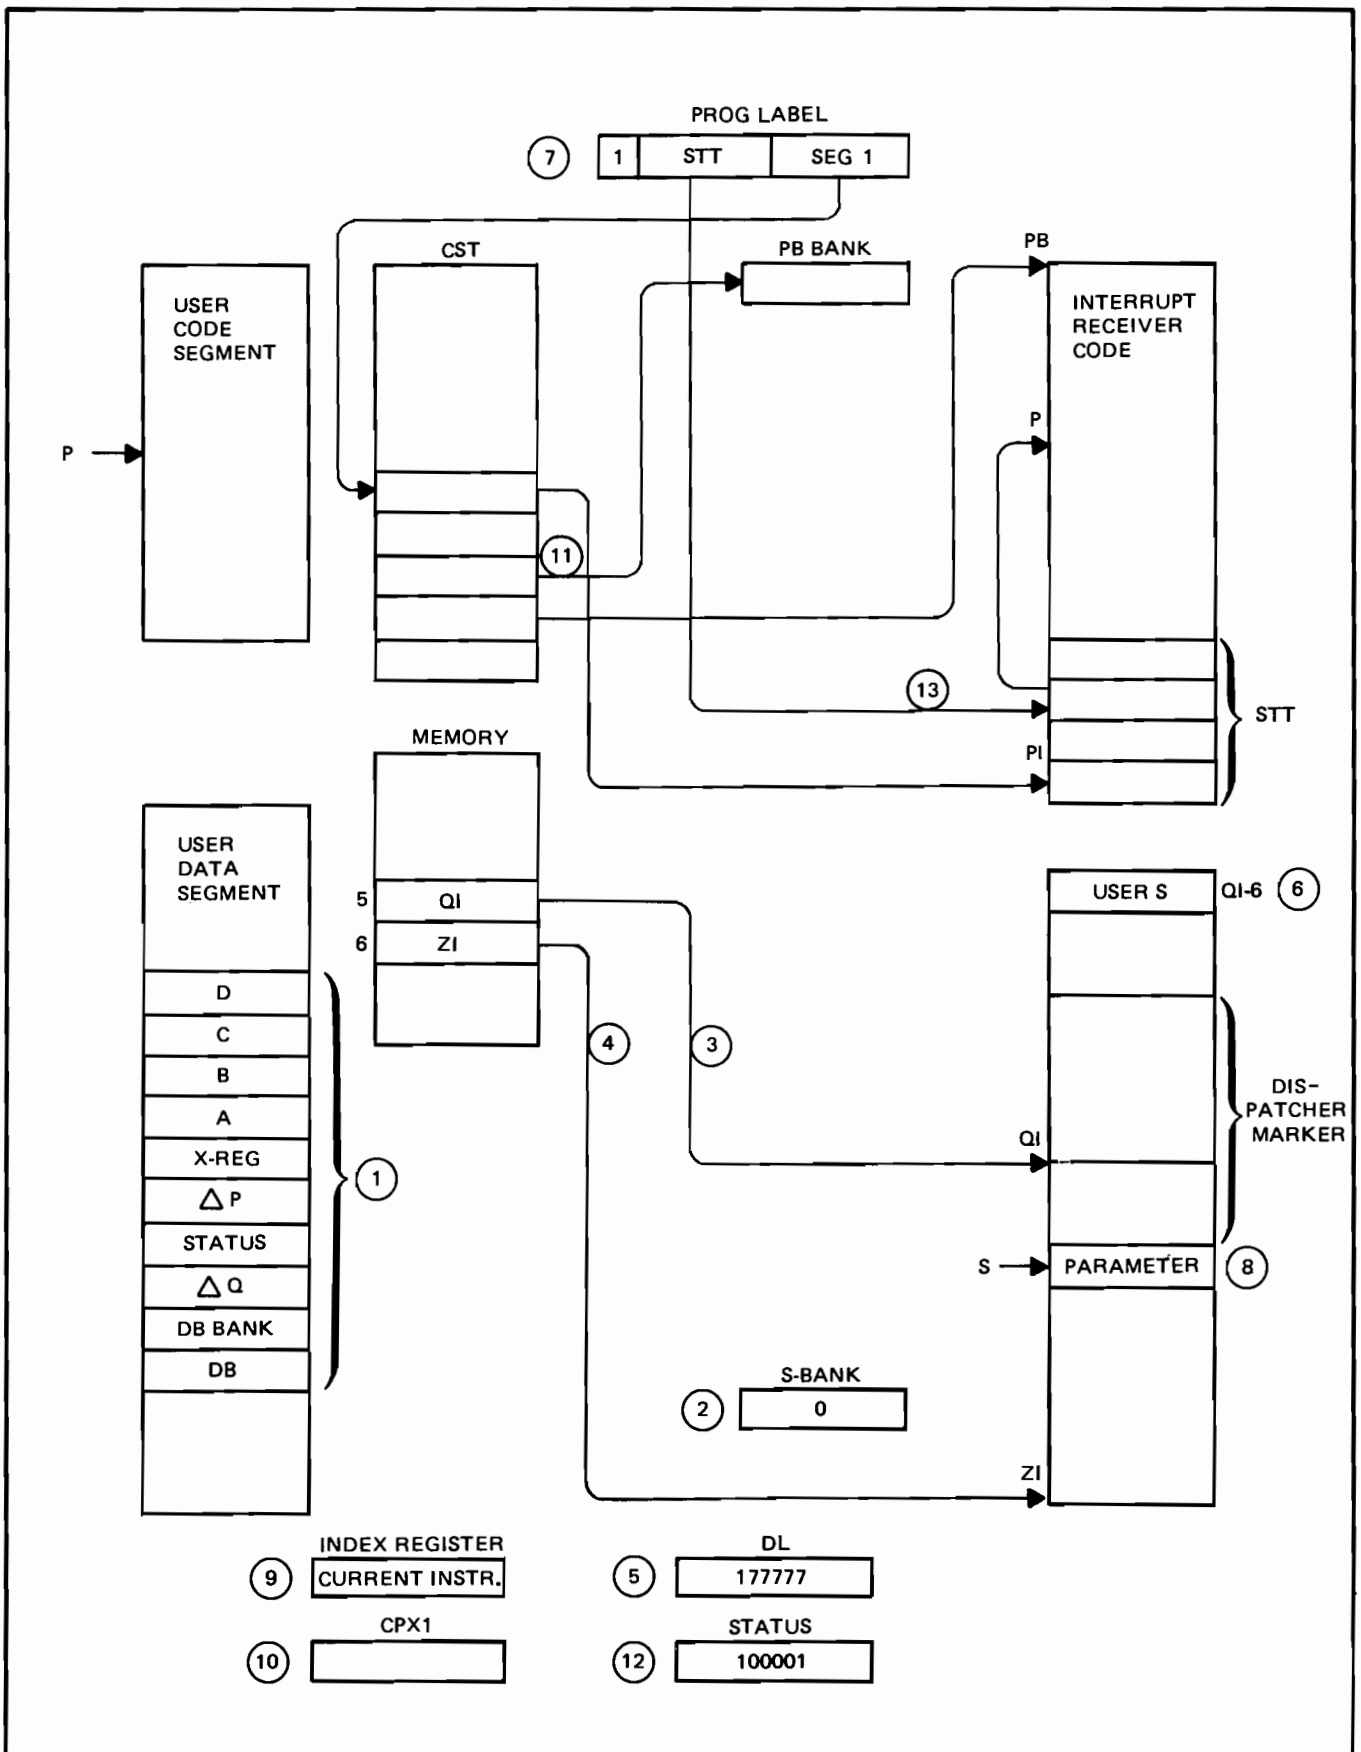 PROG LABEL
7 1 STT SEG 1
CST
PB BANK
PB
USER
CODE
SEGMENT
INTERRUPT
RECEIVER
CODE
P
P
11
13
STT
PI
MEMORY
USER
DATA
SEGMENT
5 QI
6 ZI
USER S QI-6 6
D
C
B
A
X-REG
△ P
STATUS
△ Q
DB BANK
DB
1
4
3
DIS-
PATCHER
MARKER
QI
S PARAMETER 8
S-BANK
2 0
ZI
INDEX REGISTER
9 CURRENT INSTR.
DL
5 177777
CPX1
10
STATUS
12 100001